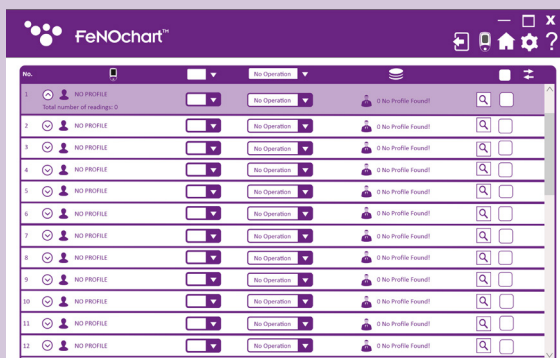 FeNOchart™
?
No. No Operation
1 NO PROFILE No Operation 0 No Profile Found!
Total number of readings: 0
2 NO PROFILE No Operation 0 No Profile Found!
3 NO PROFILE No Operation 0 No Profile Found!
4 NO PROFILE No Operation 0 No Profile Found!
5 NO PROFILE No Operation 0 No Profile Found!
6 NO PROFILE No Operation 0 No Profile Found!
7 NO PROFILE No Operation 0 No Profile Found!
8 NO PROFILE No Operation 0 No Profile Found!
9 NO PROFILE No Operation 0 No Profile Found!
10 NO PROFILE No Operation 0 No Profile Found!
11 NO PROFILE No Operation 0 No Profile Found!
12 NO PROFILE No Operation 0 No Profile Found!